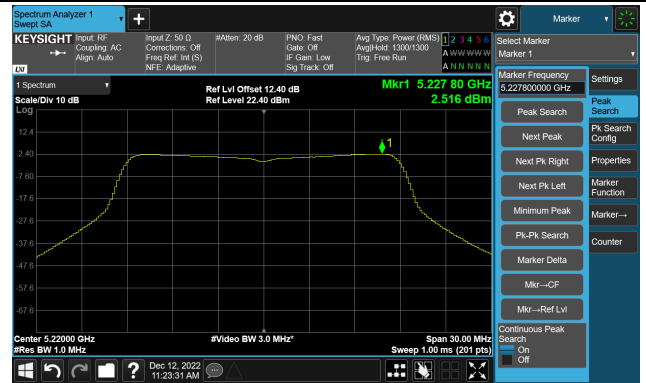 Spectrum Analyzer 1
Swept SA
Marker
KEYSIGHT
Input: RF
Coupling: AC
Align: Auto
Input Z: 50 Ω
Corrections: Off
Freq Ref: Int (S)
NFE: Adaptive
#Atten: 20 dB
PNO: Fast
Gate: Off
IF Gain: Low
Sig Track: Off
Avg Type: Power (RMS)
Avg|Hold: 1300/1300
Trig: Free Run
1 2 3 4 5 6
A W W W W W
A N N N N N
LXI
Select Marker
Marker 1
1 Spectrum
Scale/Div 10 dB
Log
Ref Lvl Offset 12.40 dB
Ref Level 22.40 dBm
Mkr1 5.227 80 GHz
2.516 dBm
12.4
2.40
-7.60
-17.6
-27.6
-37.6
-47.6
-57.6
-67.6
1
Center 5.22000 GHz
#Res BW 1.0 MHz
#Video BW 3.0 MHz*
Span 30.00 MHz
Sweep 1.00 ms (201 pts)
Marker Frequency
5.227800000 GHz
Peak Search
Next Peak
Next Pk Right
Next Pk Left
Minimum Peak
Pk-Pk Search
Marker Delta
Mkr→CF
Mkr→Ref Lvl
Continuous Peak
Search
On
Off
Settings
Peak
Search
Pk Search
Config
Properties
Marker
Function
Marker→
Counter
Dec 12, 2022
11:23:31 AM